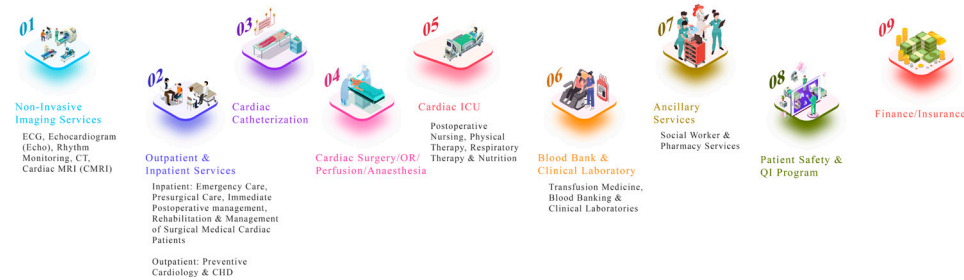 01
Non-Invasive
Imaging Services
ECG, Echocardiogram
(Echo), Rhythm
Monitoring, CT,
Cardiac MRI (CMRI)
02
Outpatient &
Inpatient Services
Inpatient: Emergency Care,
Presurgical Care, Immediate
Postoperative management,
Rehabilitation & Management
of Surgical Medical Cardiac
Patients
Outpatient: Preventive
Cardiology & CHD
03
Cardiac
Catheterization
04
Cardiac Surgery/OR/
Perfusion/Anaesthesia
05
Cardiac ICU
Postoperative
Nursing, Physical
Therapy, Respiratory
Therapy & Nutrition
06
Blood Bank &
Clinical Laboratory
Transfusion Medicine,
Blood Banking &
Clinical Laboratories
07
Ancillary
Services
Social Worker &
Pharmacy Services
08
Patient Safety &
QI Program
09
Finance/Insurance